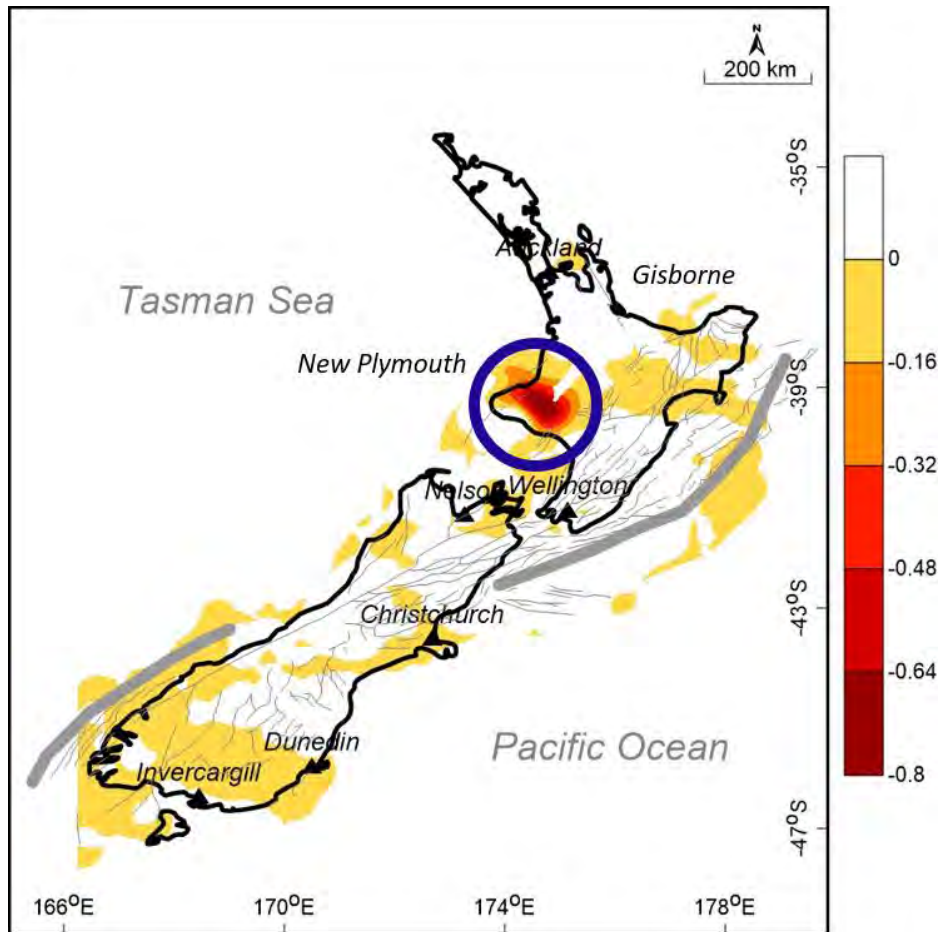 N
200 km
-35°S
Auckland
Gisborne
Tasman Sea
0
New Plymouth
-0.16
-39°S
-0.32
Nelson
Wellington
-0.48
Christchurch
-43°S
-0.64
Dunedin
Pacific Ocean
Invercargill
-0.8
-47°S
166°E
170°E
174°E
178°E